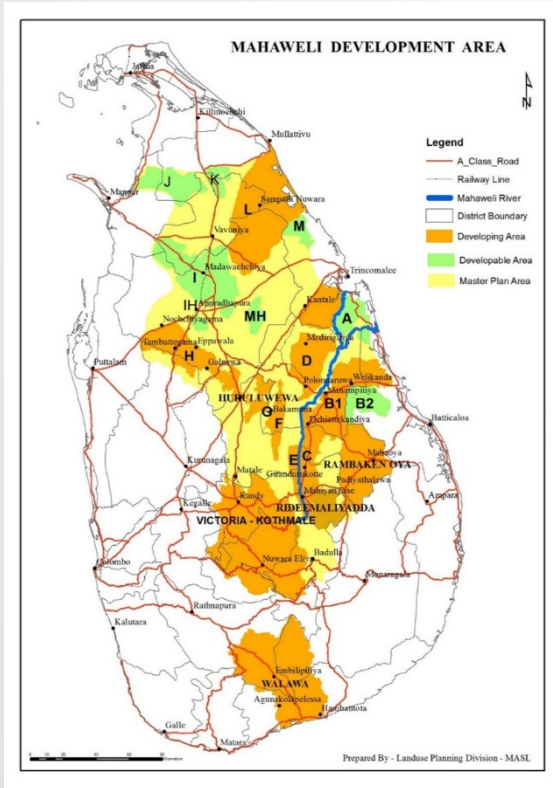 MAHAWELI DEVELOPMENT AREA
N
Jaffna
Killinochchi
Mullattivu
Legend
A_Class_Road
Railway Line
Mahaweli River
District Boundary
Developing Area
Developable Area
Master Plan Area
J
K
Mannar
L
Sampath Nuwara
M
Vavuniya
Madawachchiya
Trincomalee
I
IH
Anuradhapura
MH
Kantale
A
Nochchiyagama
Tambuttegama
Eppawala
Medirigiriya
H
Galnewa
D
Puttalam
Polonnaruwa
Welikanda
HURULUWEWA
Manampitiya
G
Bakamuna
B1
B2
F
Dehiattekandiya
Batticaloa
Kurunagala
E
C
Maha Oya
RAMBAKEN OYA
Matale
Girandurukotte
Padiyathalawa
Ampara
Kegalle
Kandy
Mahiyangane
RIDEEMALIYADDA
VICTORIA - KOTHMALE
Colombo
Nuwara Eliya
Badulla
Monaragala
Rathnapura
Kalutara
Embilipitiya
WALAWA
Agunakolapelessa
Hambantota
Galle
Matara
Prepared By - Landuse Planning Division - MASL